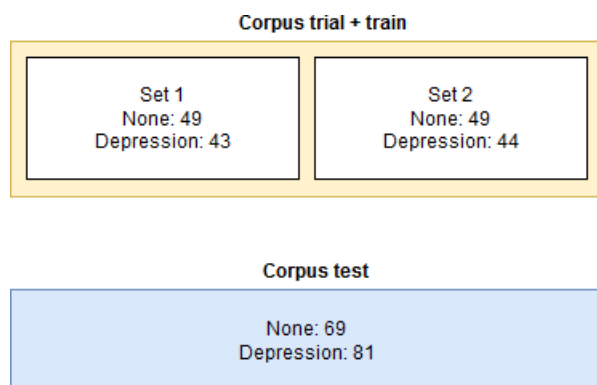 Corpus trial + train
Set 1
None: 49
Depression: 43
Set 2
None: 49
Depression: 44
Corpus test
None: 69
Depression: 81